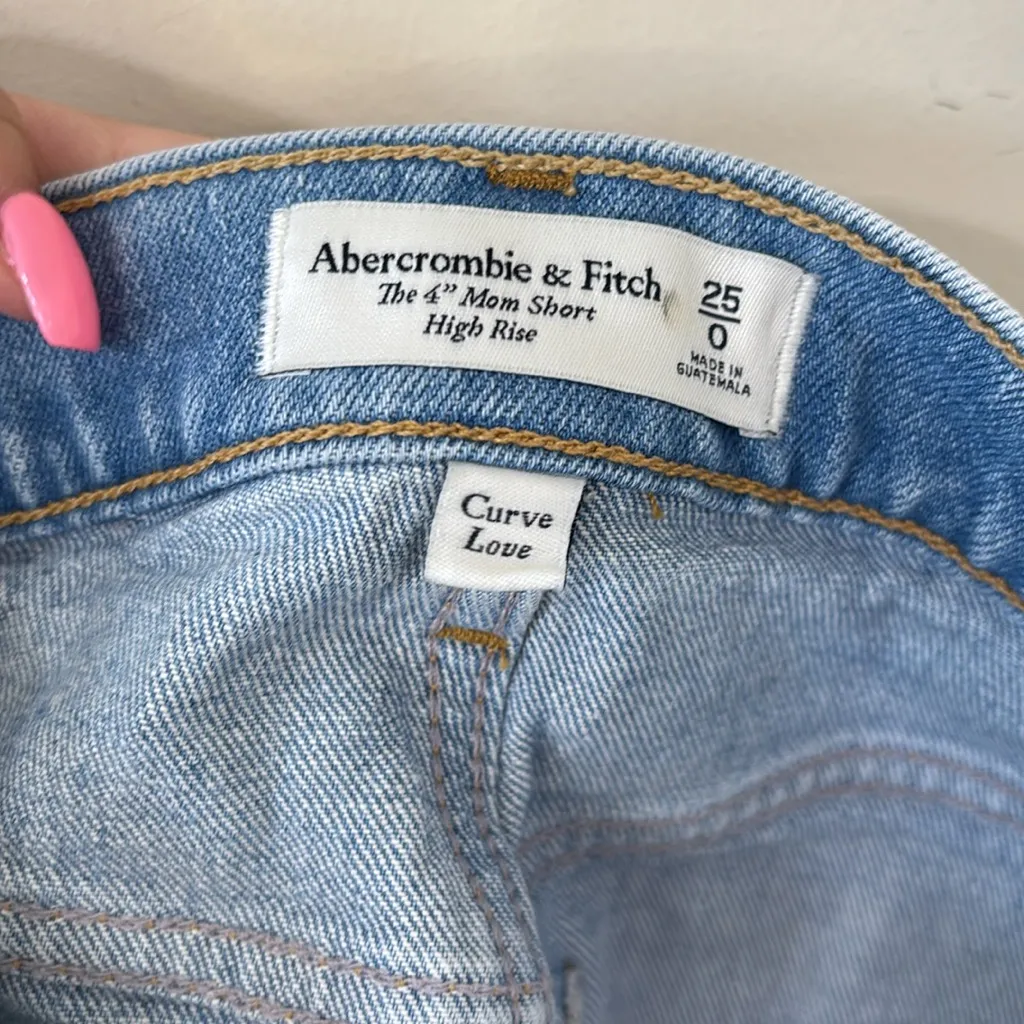 Abercrombie & Fitch
The 4” Mom Short
High Rise
25
0
MADE IN
GUATEMALA
Curve
Love